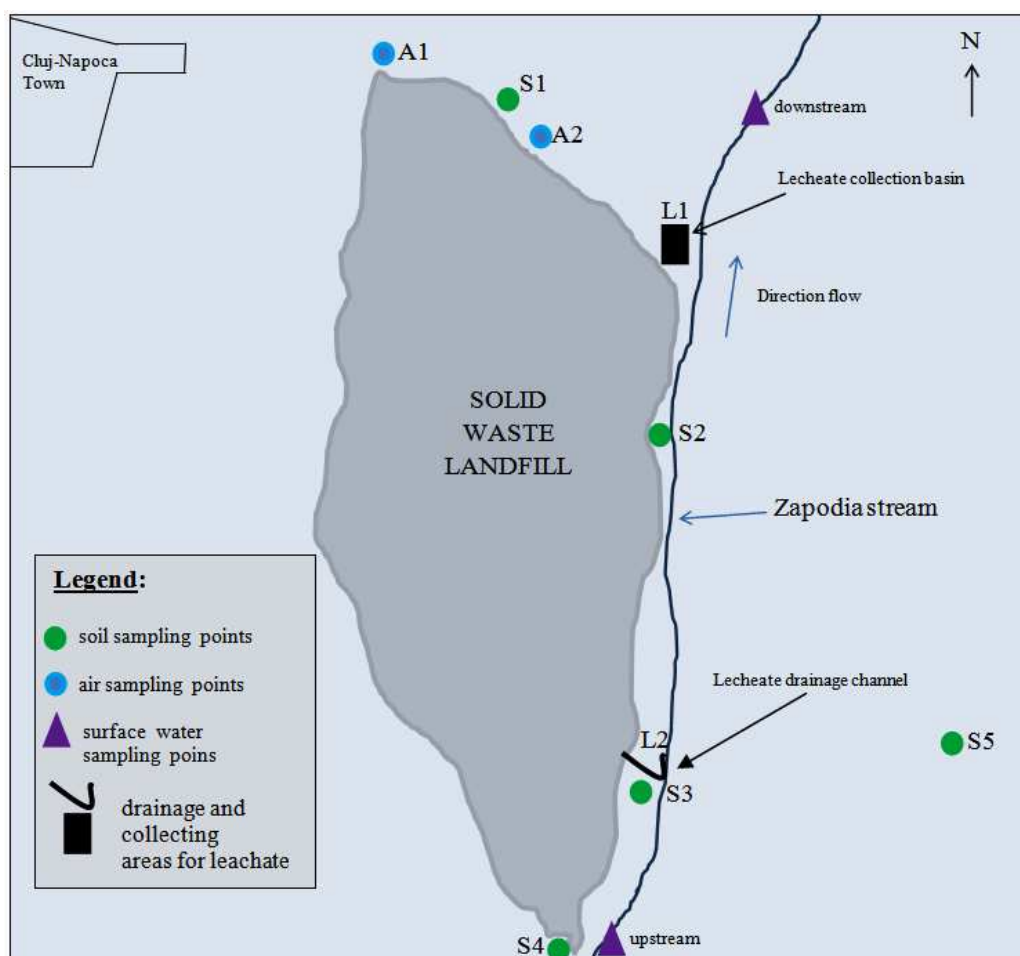 Cluj-Napoca
Town
A1
S1
A2
N
downstream
Lecheate collection basin
L1
Direction flow
SOLID
WASTE
LANDFILL
S2
Zapodia stream
Legend:
soil sampling points
air sampling points
surface water
sampling poins
drainage and
collecting
areas for leachate
Lecheate drainage channel
L2
S3
S5
S4
upstream